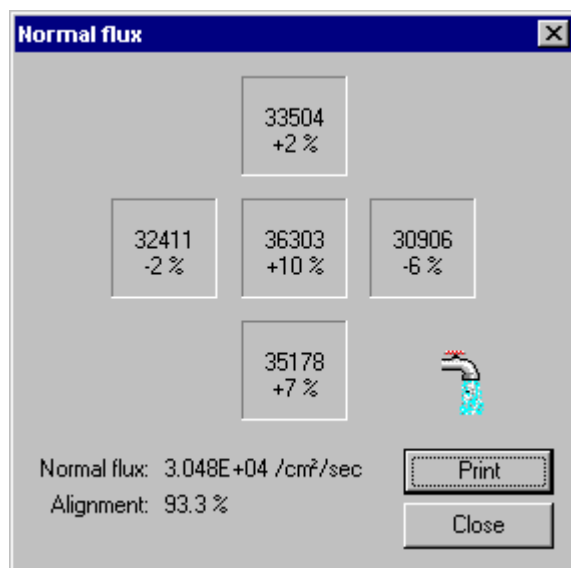 Normal flux
33504
+2 %
32411
-2 %
36303
+10 %
30906
-6 %
35178
+7 %
Normal flux: 3.048E+04 /cm²/sec
Alignment: 93.3 %
Print
Close